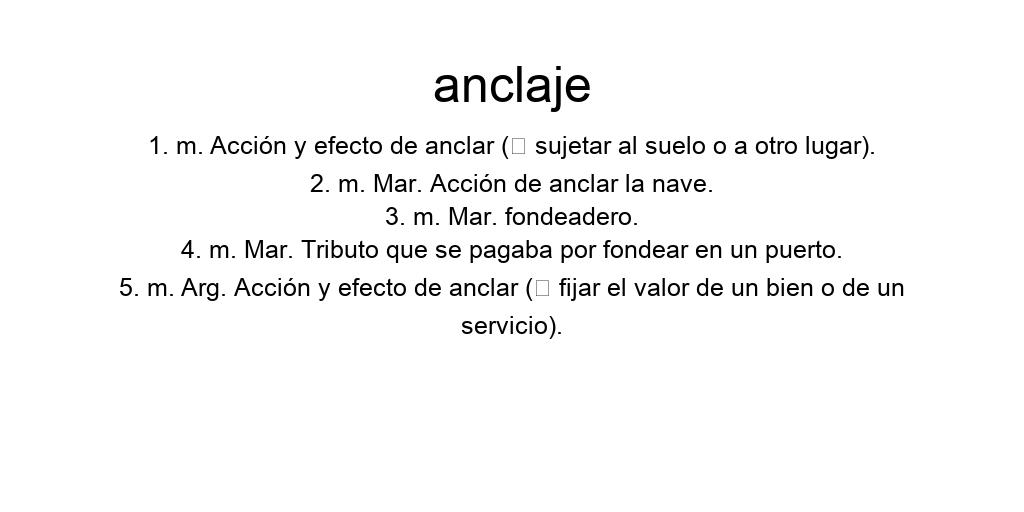 anclaje
1. m. Acción y efecto de anclar (□ sujetar al suelo o a otro lugar).
2. m. Mar. Acción de anclar la nave.
3. m. Mar. fondeadero.
4. m. Mar. Tributo que se pagaba por fondear en un puerto.
5. m. Arg. Acción y efecto de anclar (□ fijar el valor de un bien o de un
servicio).